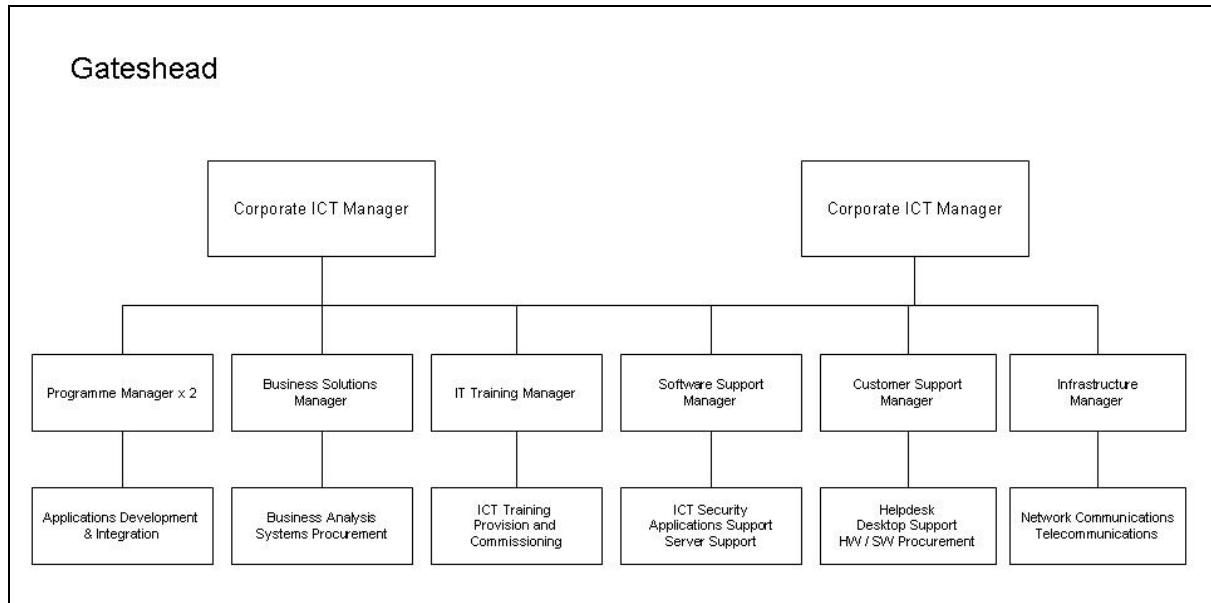 Gateshead
Corporate ICT Manager
Corporate ICT Manager
Programme Manager x 2
Business Solutions
Manager
IT Training Manager
Software Support
Manager
Customer Support
Manager
Infrastructure
Manager
Applications Development
& Integration
Business Analysis
Systems Procurement
ICT Training
Provision and
Commissioning
ICT Security
Applications Support
Server Support
Helpdesk
Desktop Support
HW / SW Procurement
Network Communications
Telecommunications